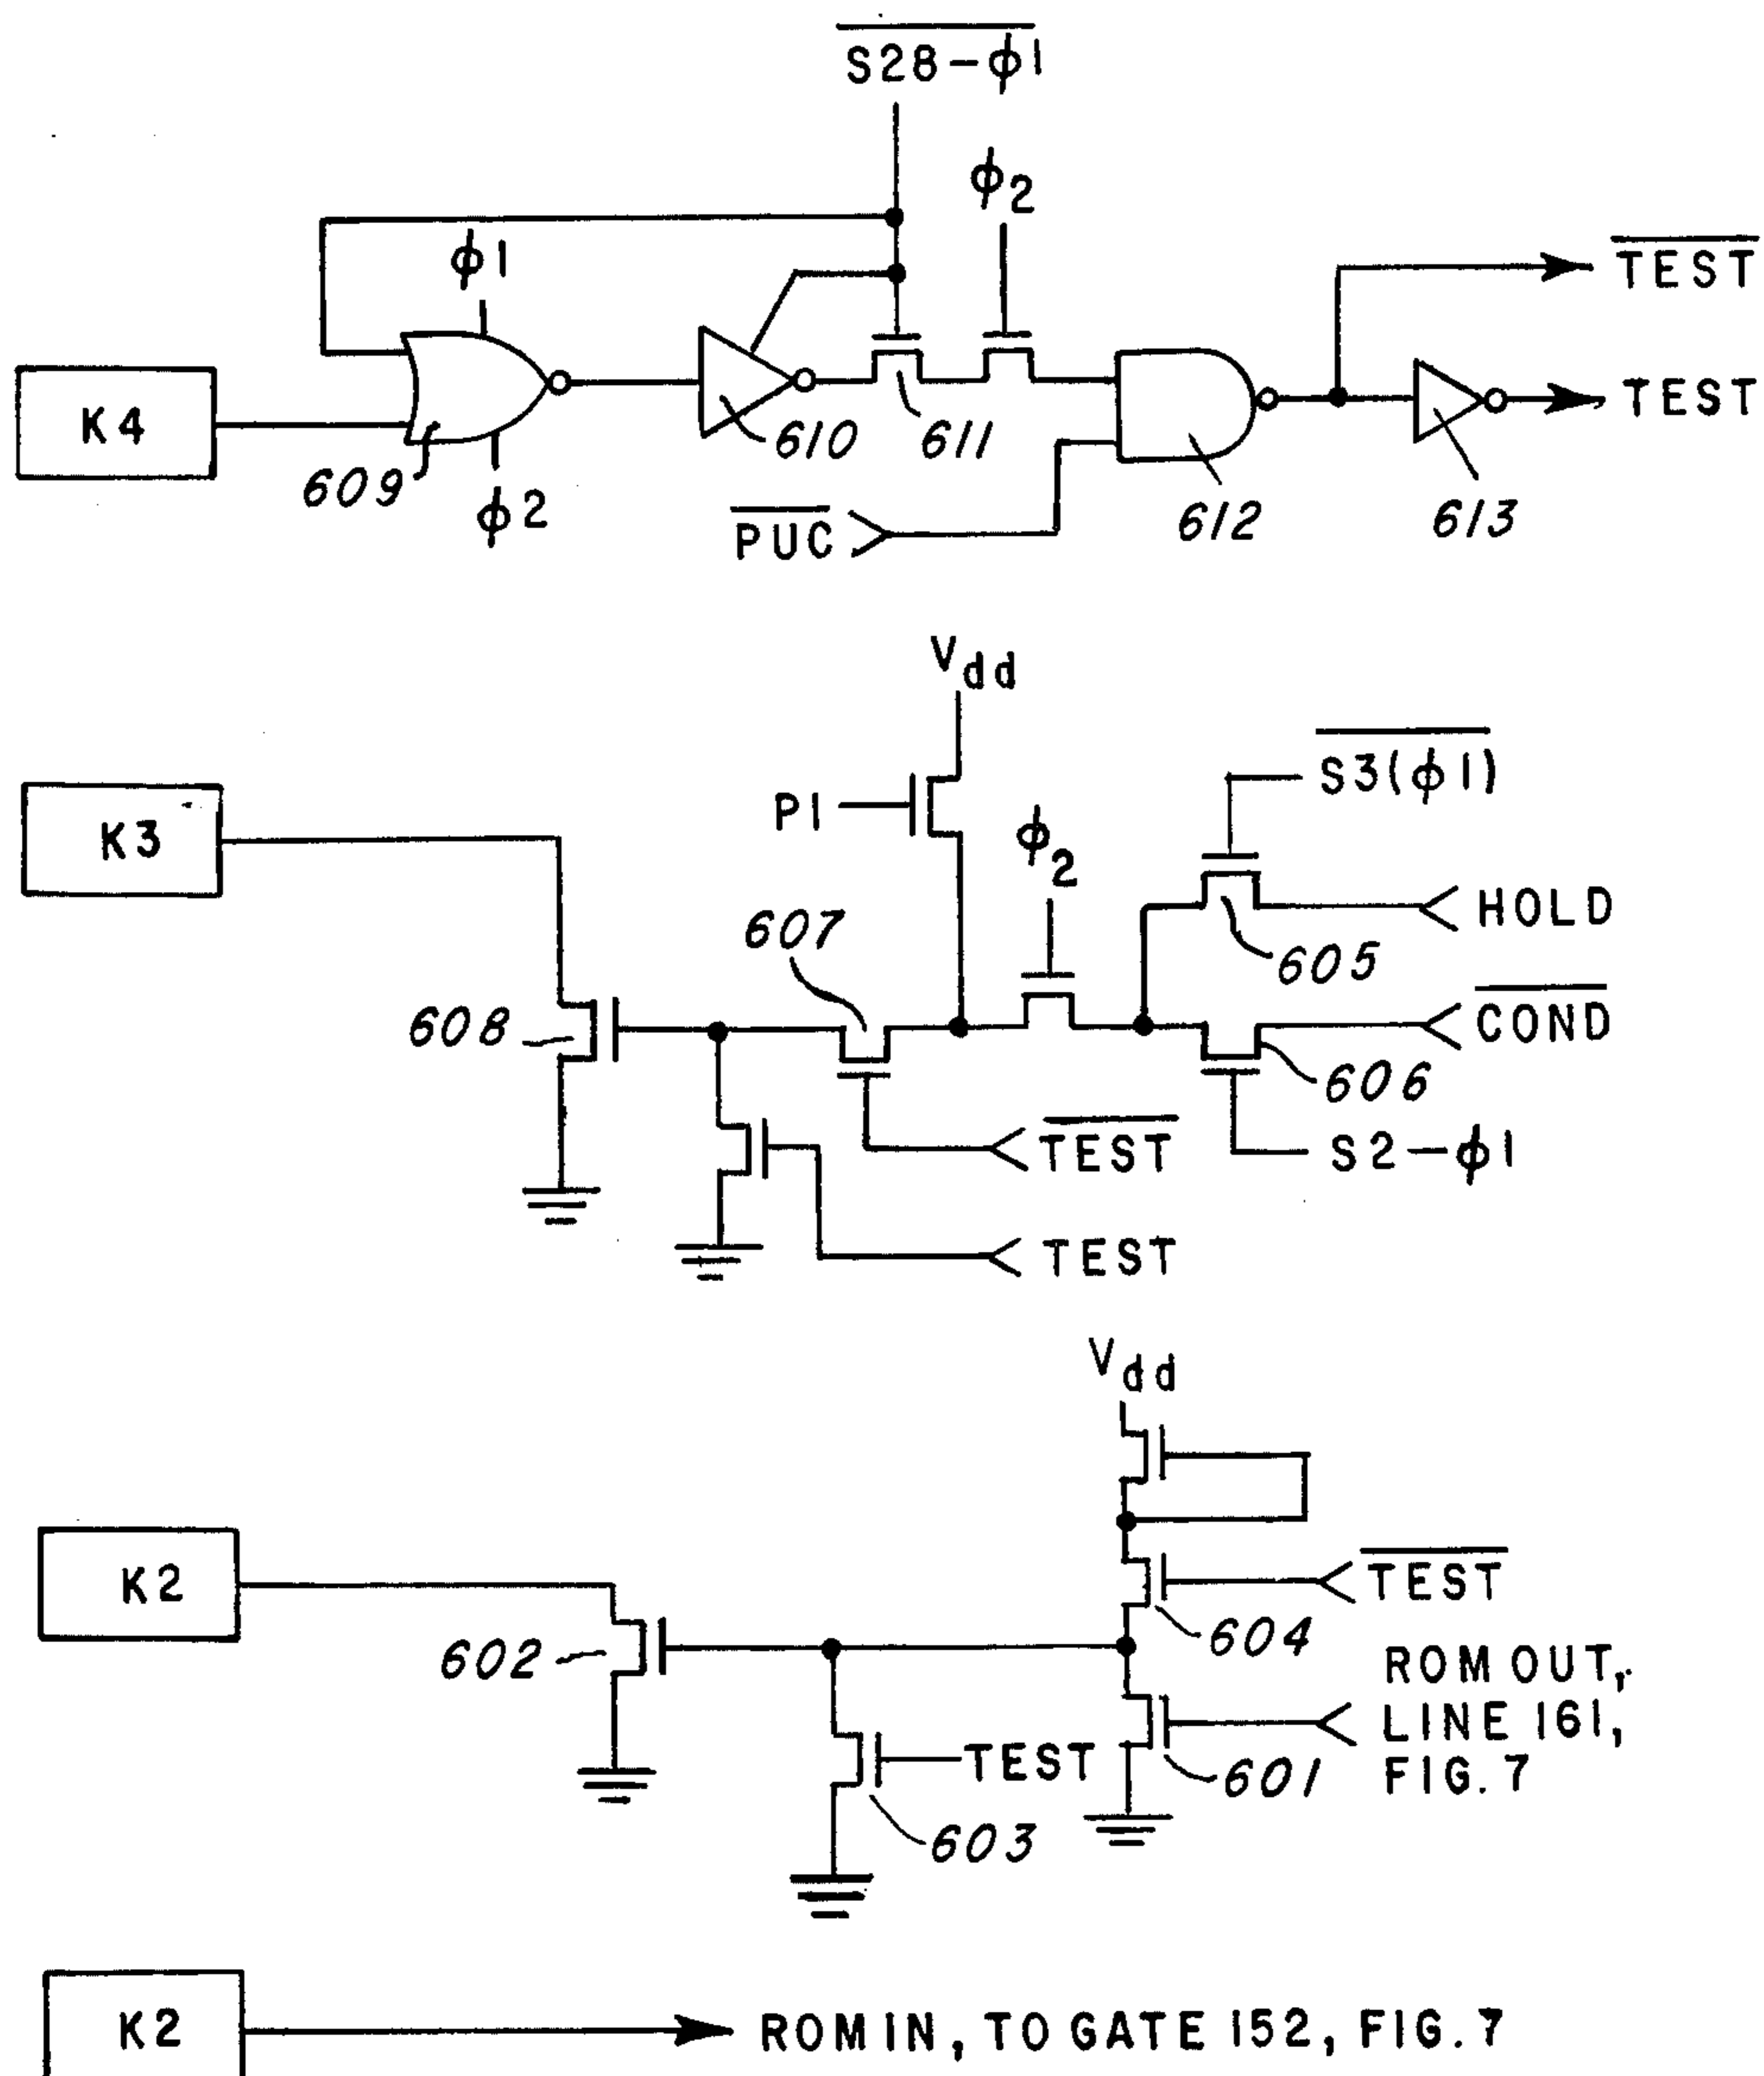 S28-ϕ1
ϕ2
ϕ1
TEST
K4
TEST
609
610
611
ϕ2
PUC
612
613
Vdd
S3(ϕ1)
P1
K3
ϕ2
607
HOLD
605
608
COND
606
TEST
S2-ϕ1
TEST
Vdd
K2
TEST
602
604
ROM OUT,
LINE 161,
FIG. 7
TEST
601
603
K2
ROM IN, TO GATE 152, FIG. 7